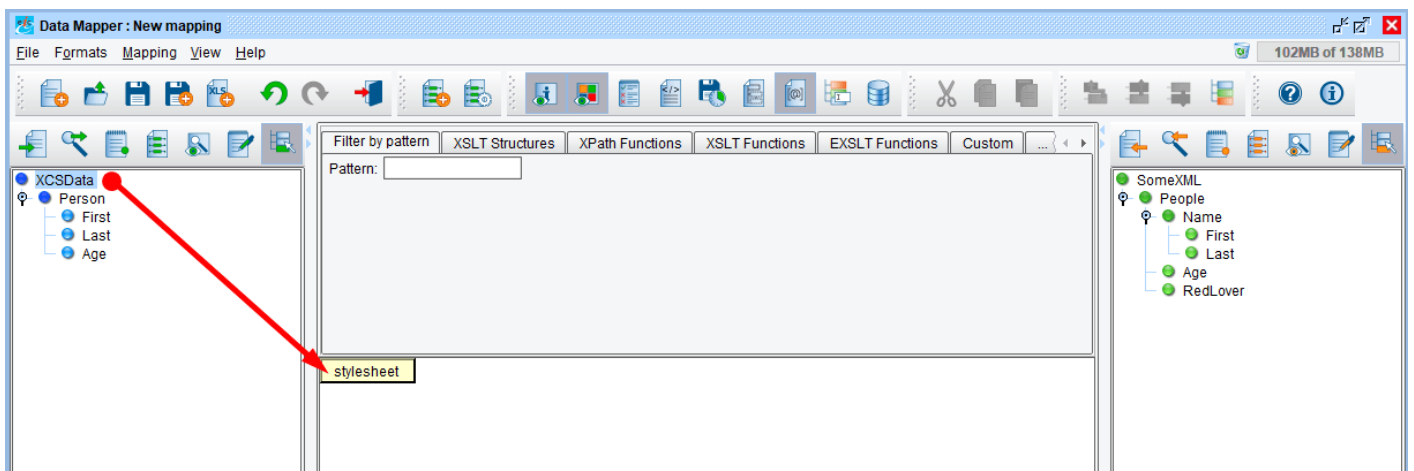 Data Mapper : New mapping
File Formats Mapping View Help
102MB of 138MB
XLS
Filter by pattern XSLT Structures XPath Functions XSLT Functions EXSLT Functions Custom ...
Pattern:
XCSData
Person
First
Last
Age
stylesheet
SomeXML
People
Name
First
Last
Age
RedLover